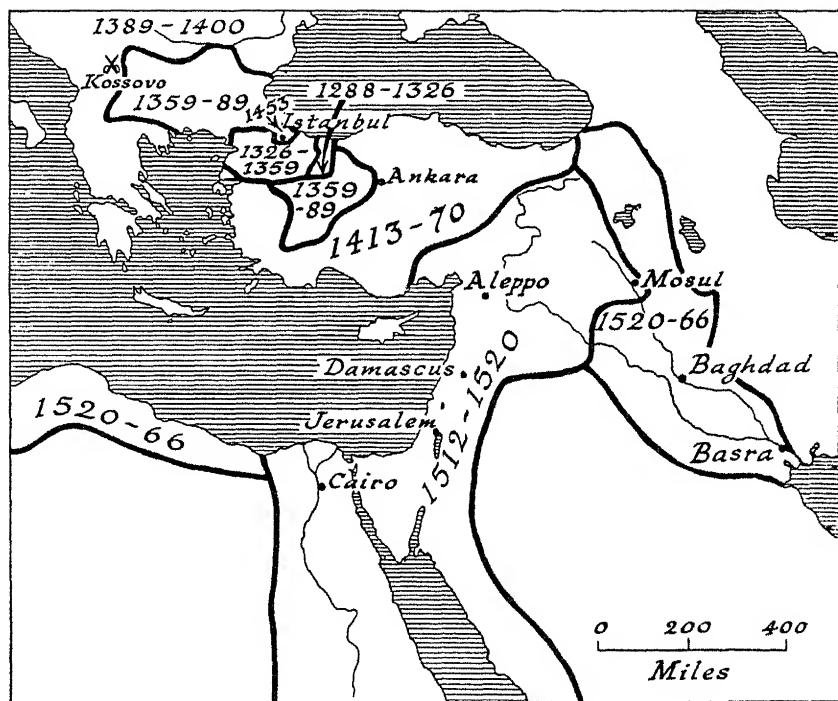 1389-1400
Kossovo
1359-89
1453
1288-1326
Istanbul
1326-
1359
1359
-89
Ankara
1413-70
Aleppo
Mosul
1520-66
Damascus
Baghdad
1520-66
Jerusalem
1512-1520
Basra
Cairo
0 200 400
Miles